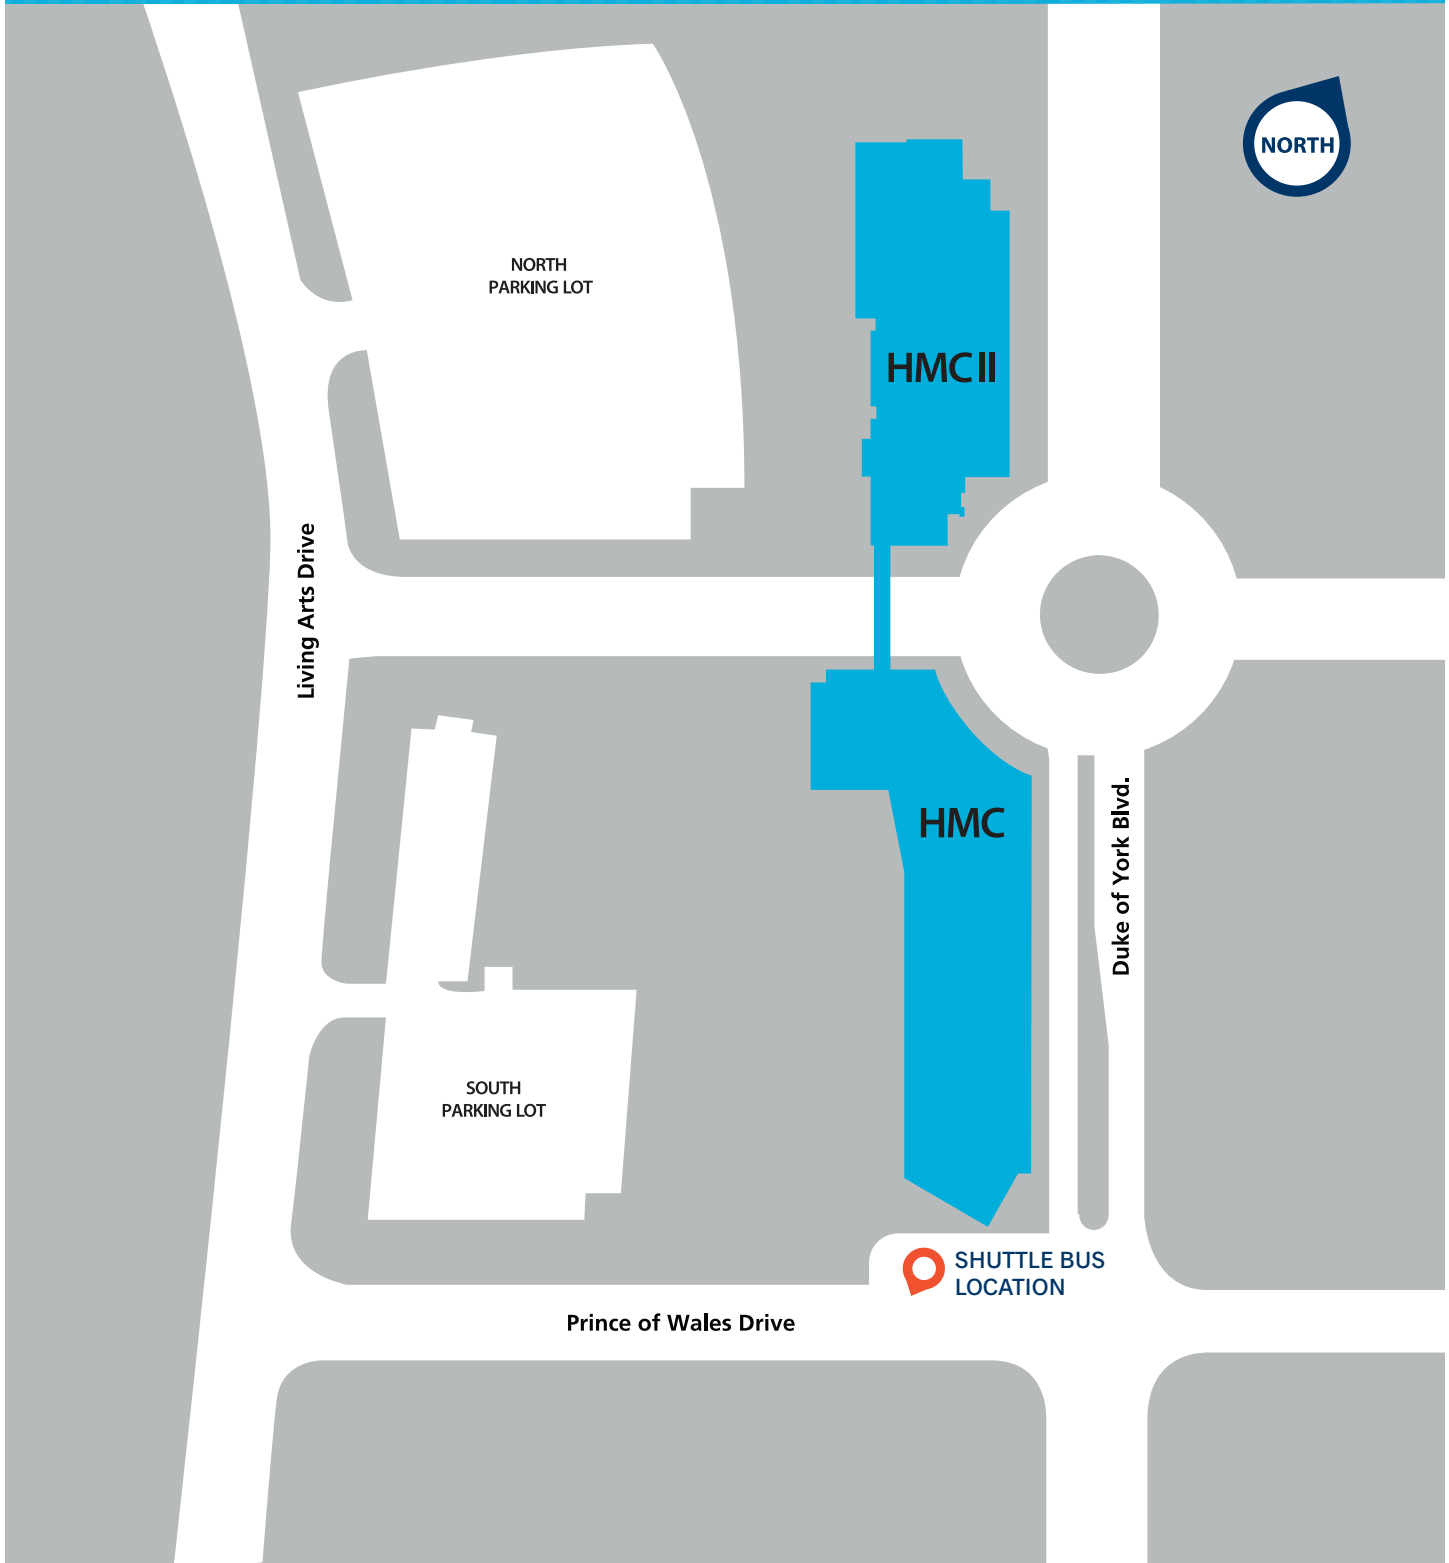 NORTH
NORTH
PARKING LOT
HMC II
Living Arts Drive
HMC
Duke of York Blvd.
SOUTH
PARKING LOT
SHUTTLE BUS
LOCATION
Prince of Wales Drive